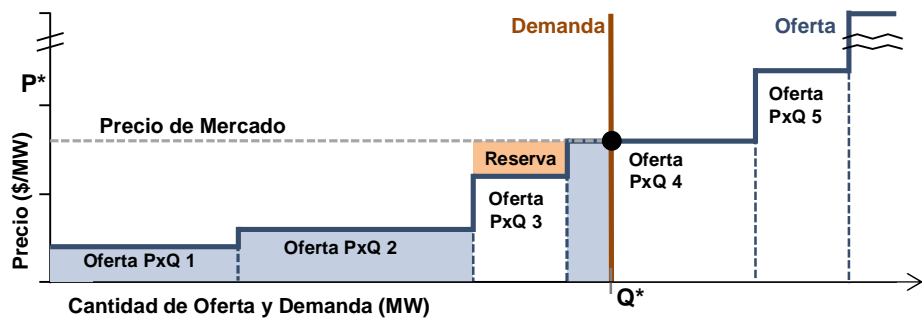 Demanda
Oferta
P*
Precio de Mercado
Oferta
PxQ 5
Reserva
Oferta
PxQ 4
Oferta
PxQ 3
Oferta PxQ 2
Oferta PxQ 1
Precio ($/MW)
Q*
Cantidad de Oferta y Demanda (MW)